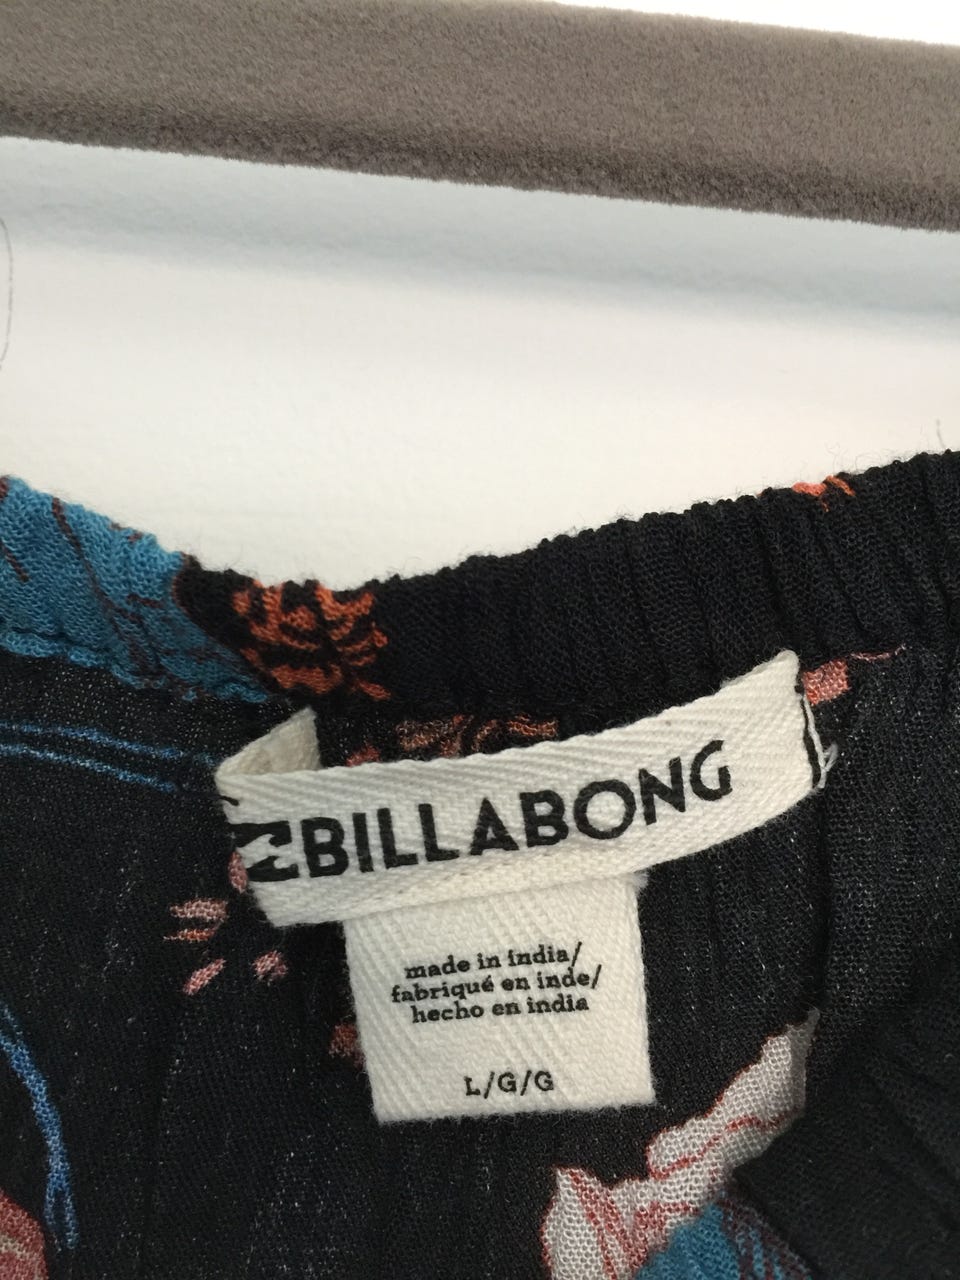 BILLABONG
made in india/
fabriqué en inde/
hecho en india
L/G/G